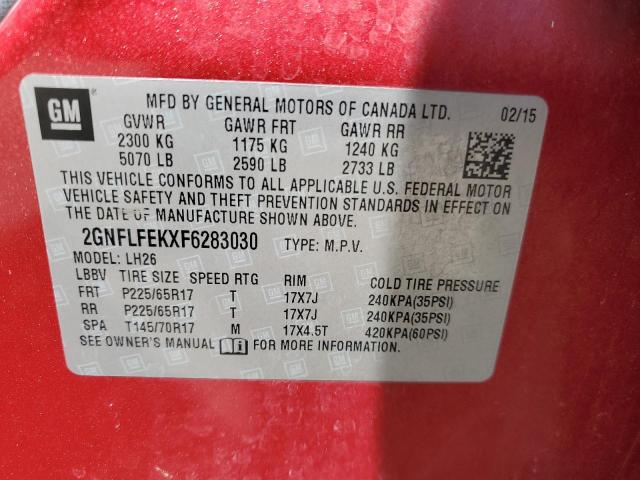 GM
MFD BY GENERAL MOTORS OF CANADA LTD. 02/15
GVWR GAWR FRT GAWR RR
2300 KG 1175 KG 1240 KG
5070 LB 2590 LB 2733 LB
THIS VEHICLE CONFORMS TO ALL APPLICABLE U.S. FEDERAL MOTOR
VEHICLE SAFETY AND THEFT PREVENTION STANDARDS IN EFFECT ON
THE DATE OF MANUFACTURE SHOWN ABOVE.
2GNFLFEKXF6283030 TYPE: M.P.V.
MODEL: LH26
LBBV TIRE SIZE SPEED RTG RIM COLD TIRE PRESSURE
FRT P225/65R17 T 17X7J 240KPA(35PSI)
RR P225/65R17 T 17X7J 240KPA(35PSI)
SPA T145/70R17 M 17X4.5T 420KPA(60PSI)
SEE OWNER'S MANUAL i FOR MORE INFORMATION.